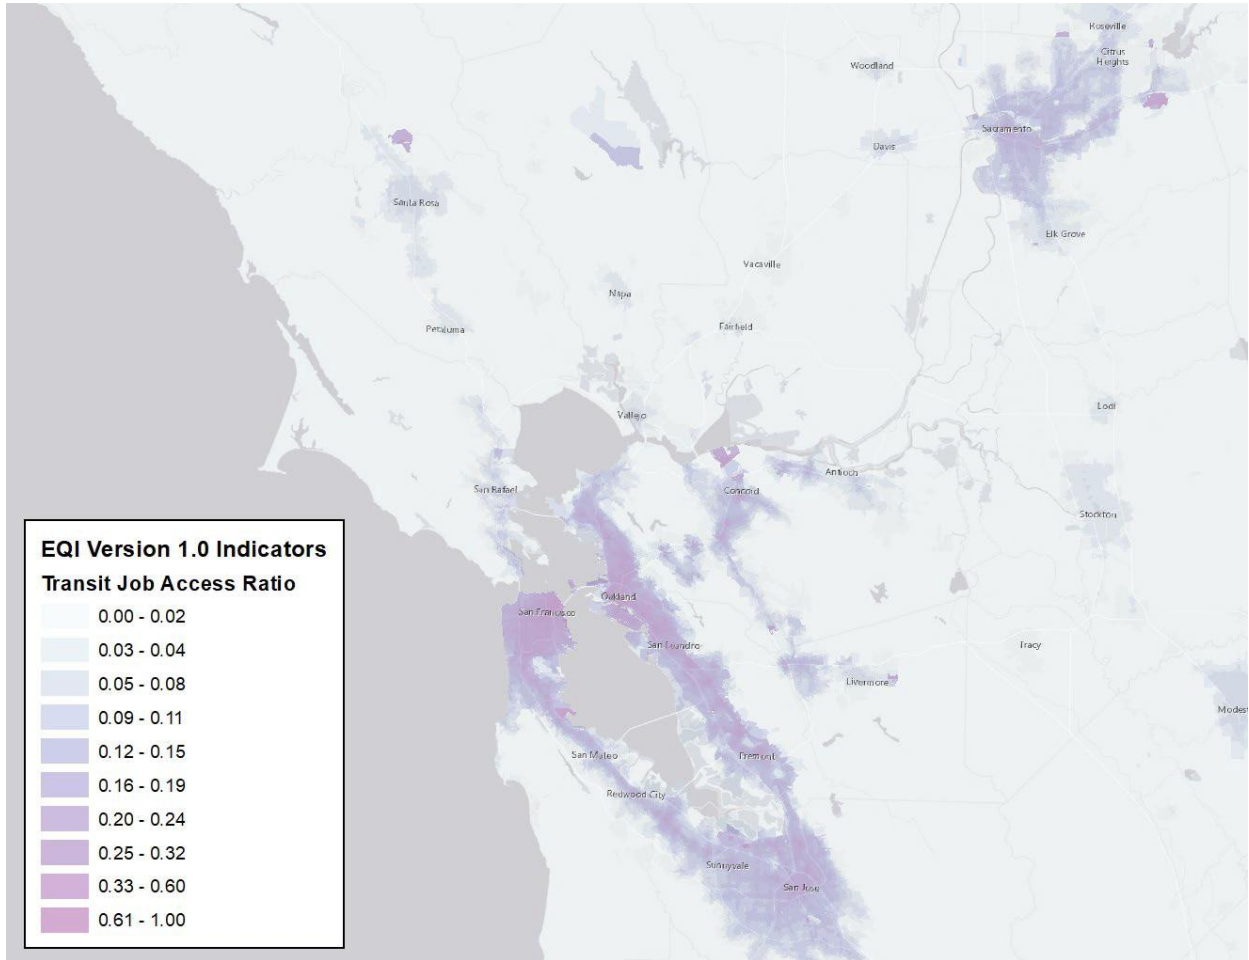 Roseville
Citrus
Heights
Woodland
Sacramento
Davis
Santa Rosa
Elk Grove
Vacaville
Napa
Petaluma
Fairfield
Vallejo
Lodi
Antioch
San Rafael
Concord
Stockton
Oakland
San Francisco
San Leandro
Tracy
Livermore
Modest
San Mateo
Fremont
Redwood City
Sunnyvale
San Jose
EQI Version 1.0 Indicators
Transit Job Access Ratio
0.00 - 0.02
0.03 - 0.04
0.05 - 0.08
0.09 - 0.11
0.12 - 0.15
0.16 - 0.19
0.20 - 0.24
0.25 - 0.32
0.33 - 0.60
0.61 - 1.00